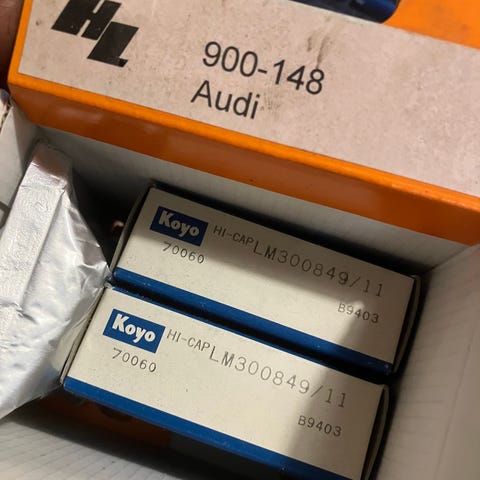 HL
900-148
Audi
Koyo HI-CAP LM300849/11
70060
B9403
Koyo HI-CAP LM300849/11
70060
B9403